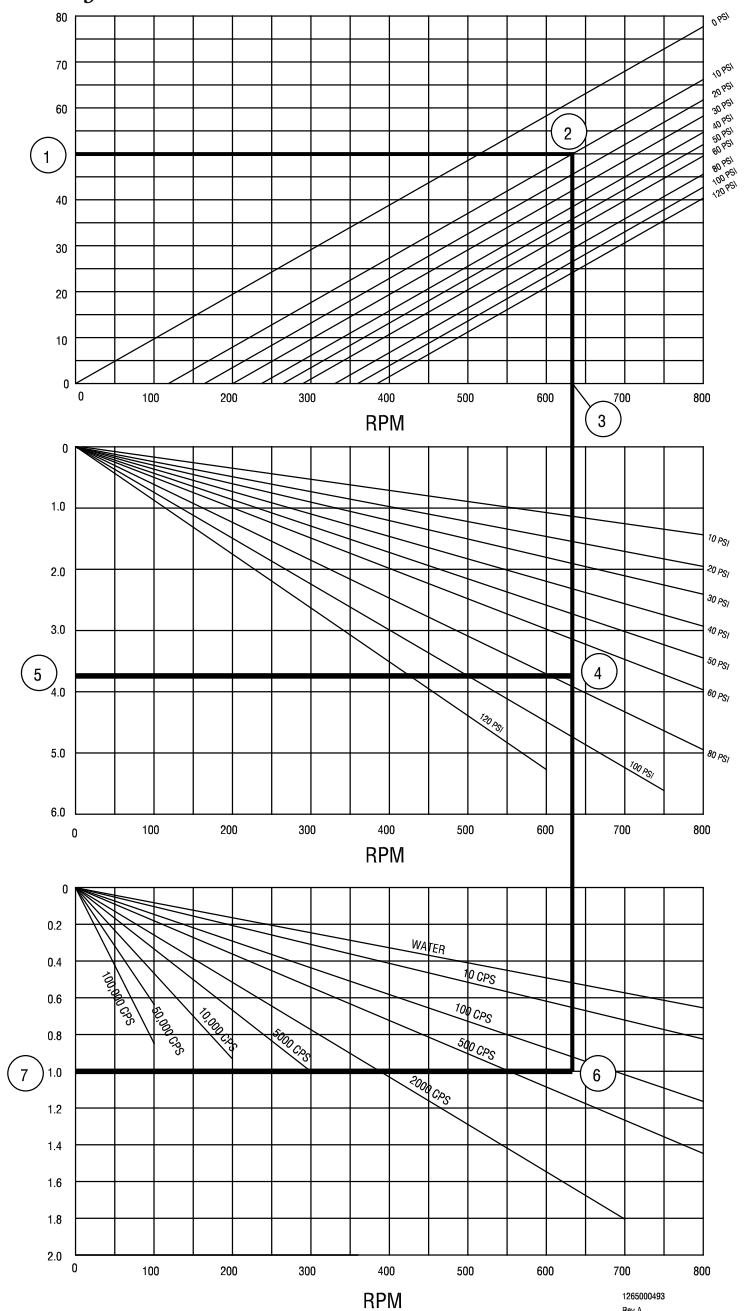 80
70
60
50
40
30
20
10
0
0 PSI
10 PSI
20 PSI
30 PSI
40 PSI
50 PSI
60 PSI
80 PSI
100 PSI
120 PSI
1
2
3
0 100 200 300 400 500 600 700 800
RPM
0
1.0
2.0
3.0
4.0
5.0
6.0
10 PSI
20 PSI
30 PSI
40 PSI
50 PSI
60 PSI
80 PSI
100 PSI
120 PSI
4
5
0 100 200 300 400 500 600 700 800
RPM
0
0.2
0.4
0.6
0.8
1.0
1.2
1.4
1.6
1.8
2.0
WATER
10 CPS
100 CPS
500 CPS
2000 CPS
5000 CPS
10,000 CPS
50,000 CPS
100,000 CPS
6
7
0 100 200 300 400 500 600 700 800
RPM
1265000493
Rev A